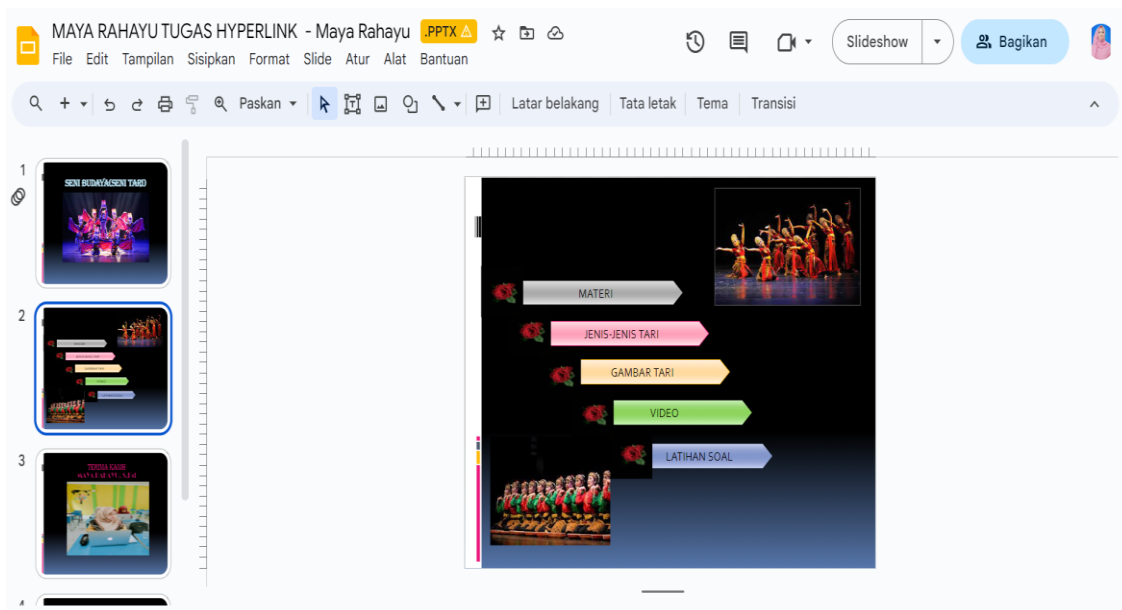 MAYA RAHAYU TUGAS HYPERLINK - Maya Rahayu .PPTX
File Edit Tampilan Sisipkan Format Slide Atur Alat Bantuan
Slideshow
Bagikan
Paskan
Latar belakang Tata letak Tema Transisi
1
SENI BUDAYA(SENI TARI)
2
3
TERIMA KASIH
MATERI
JENIS-JENIS TARI
GAMBAR TARI
VIDEO
LATIHAN SOAL